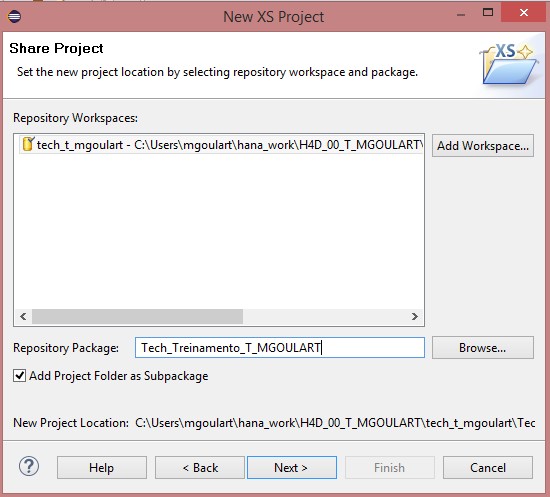 New XS Project
Share Project
Set the new project location by selecting repository workspace and package.
XS
Repository Workspaces:
tech_t_mgoulart - C:\Users\mgoulart\hana_work\H4D_00_T_MGOULART\
Add Workspace...
Repository Package:
Tech_Treinamento_T_MGOULART
Browse...
Add Project Folder as Subpackage
New Project Location: C:\Users\mgoulart\hana_work\H4D_00_T_MGOULART\tech_t_mgoulart\Tec
?
Help
< Back
Next >
Finish
Cancel